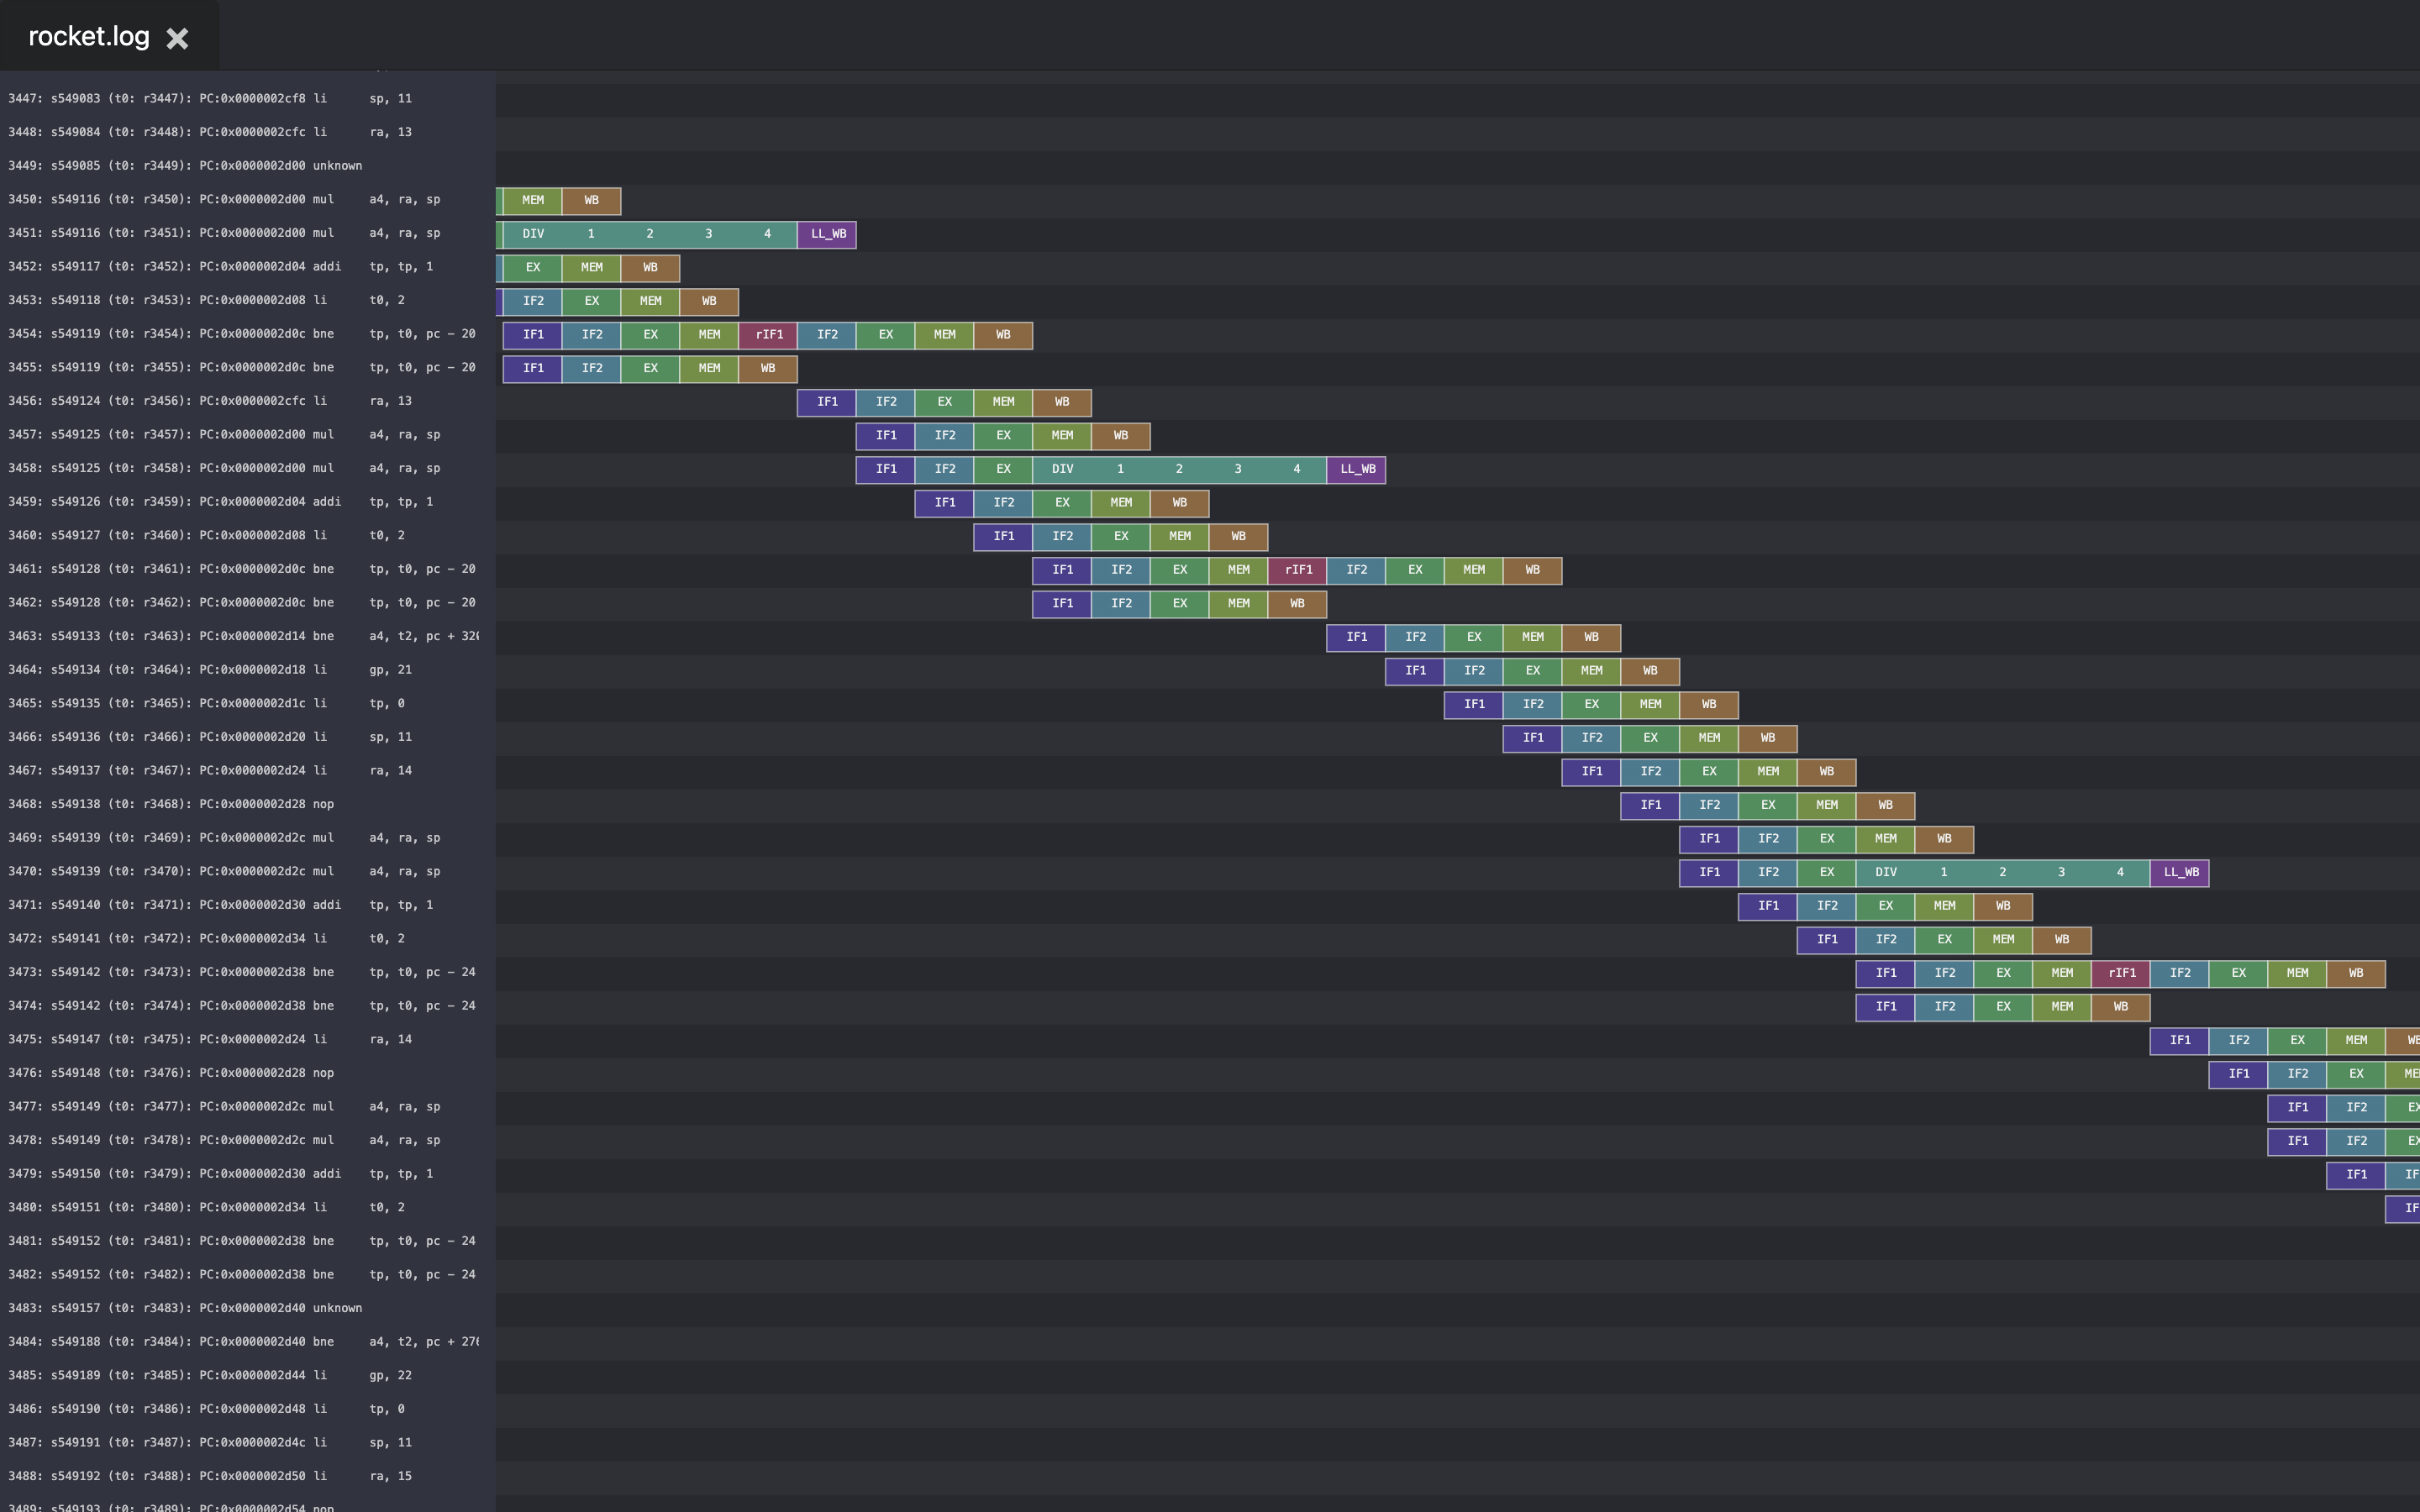 rocket.log ×
3447: s549083 (t0: r3447): PC:0x0000002cf8 li sp, 11
3448: s549084 (t0: r3448): PC:0x0000002cfc li ra, 13
3449: s549085 (t0: r3449): PC:0x0000002d00 unknown
3450: s549116 (t0: r3450): PC:0x0000002d00 mul a4, ra, sp MEM WB
3451: s549116 (t0: r3451): PC:0x0000002d00 mul a4, ra, sp DIV 1 2 3 4 LL_WB
3452: s549117 (t0: r3452): PC:0x0000002d04 addi tp, tp, 1 EX MEM WB
3453: s549118 (t0: r3453): PC:0x0000002d08 li t0, 2 IF2 EX MEM WB
3454: s549119 (t0: r3454): PC:0x0000002d0c bne tp, t0, pc - 20 IF1 IF2 EX MEM rIF1 IF2 EX MEM WB
3455: s549119 (t0: r3455): PC:0x0000002d0c bne tp, t0, pc - 20 IF1 IF2 EX MEM WB
3456: s549124 (t0: r3456): PC:0x0000002cfc li ra, 13 IF1 IF2 EX MEM WB
3457: s549125 (t0: r3457): PC:0x0000002d00 mul a4, ra, sp IF1 IF2 EX MEM WB
3458: s549125 (t0: r3458): PC:0x0000002d00 mul a4, ra, sp IF1 IF2 EX DIV 1 2 3 4 LL_WB
3459: s549126 (t0: r3459): PC:0x0000002d04 addi tp, tp, 1 IF1 IF2 EX MEM WB
3460: s549127 (t0: r3460): PC:0x0000002d08 li t0, 2 IF1 IF2 EX MEM WB
3461: s549128 (t0: r3461): PC:0x0000002d0c bne tp, t0, pc - 20 IF1 IF2 EX MEM rIF1 IF2 EX MEM WB
3462: s549128 (t0: r3462): PC:0x0000002d0c bne tp, t0, pc - 20 IF1 IF2 EX MEM WB
3463: s549133 (t0: r3463): PC:0x0000002d14 bne a4, t2, pc + IF1 IF2 EX MEM WB
3464: s549134 (t0: r3464): PC:0x0000002d18 li gp, 21 IF1 IF2 EX MEM WB
3465: s549135 (t0: r3465): PC:0x0000002d1c li tp, 0 IF1 IF2 EX MEM WB
3466: s549136 (t0: r3466): PC:0x0000002d20 li sp, 11 IF1 IF2 EX MEM WB
3467: s549137 (t0: r3467): PC:0x0000002d24 li ra, 14 IF1 IF2 EX MEM WB
3468: s549138 (t0: r3468): PC:0x0000002d28 nop IF1 IF2 EX MEM WB
3469: s549139 (t0: r3469): PC:0x0000002d2c mul a4, ra, sp IF1 IF2 EX MEM WB
3470: s549139 (t0: r3470): PC:0x0000002d2c mul a4, ra, sp IF1 IF2 EX DIV 1 2 3 4 LL_WB
3471: s549140 (t0: r3471): PC:0x0000002d30 addi tp, tp, 1 IF1 IF2 EX MEM WB
3472: s549141 (t0: r3472): PC:0x0000002d34 li t0, 2 IF1 IF2 EX MEM WB
3473: s549142 (t0: r3473): PC:0x0000002d38 bne tp, t0, pc - 24 IF1 IF2 EX MEM rIF1 IF2 EX MEM WB
3474: s549142 (t0: r3474): PC:0x0000002d38 bne tp, t0, pc - 24 IF1 IF2 EX MEM WB
3475: s549147 (t0: r3475): PC:0x0000002d24 li ra, 14 IF1 IF2 EX MEM
3476: s549148 (t0: r3476): PC:0x0000002d28 nop IF1 IF2 EX
3477: s549149 (t0: r3477): PC:0x0000002d2c mul a4, ra, sp IF1 IF2
3478: s549149 (t0: r3478): PC:0x0000002d2c mul a4, ra, sp IF1 IF2
3479: s549150 (t0: r3479): PC:0x0000002d30 addi tp, tp, 1 IF1
3480: s549151 (t0: r3480): PC:0x0000002d34 li t0, 2
3481: s549152 (t0: r3481): PC:0x0000002d38 bne tp, t0, pc - 24
3482: s549152 (t0: r3482): PC:0x0000002d38 bne tp, t0, pc - 24
3483: s549157 (t0: r3483): PC:0x0000002d40 unknown
3484: s549188 (t0: r3484): PC:0x0000002d40 bne a4, t2, pc +
3485: s549189 (t0: r3485): PC:0x0000002d44 li gp, 22
3486: s549190 (t0: r3486): PC:0x0000002d48 li tp, 0
3487: s549191 (t0: r3487): PC:0x0000002d4c li sp, 11
3488: s549192 (t0: r3488): PC:0x0000002d50 li ra, 15
3489: s549193 (t0: r3489): PC:0x0000002d54 nop